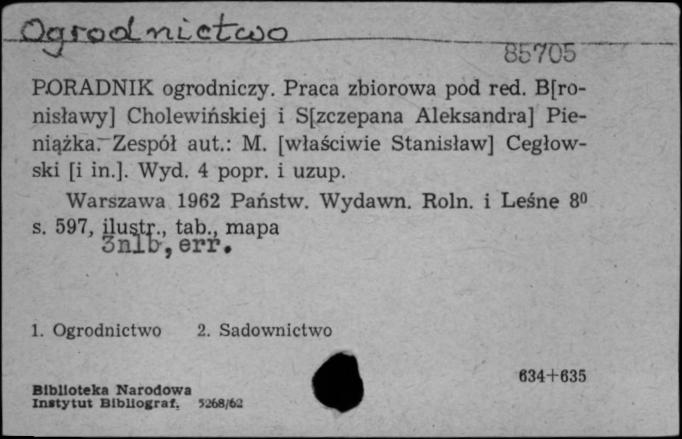 Ogrodnictwo
85705
PORADNIK ogrodniczy. Praca zbiorowa pod red. B[ro-
nisławy] Cholewińskiej i S[zczepana Aleksandra] Pie-
niążka. Zespół aut.: M. [właściwie Stanisław] Cegłow-
ski [i in.]. Wyd. 4 popr. i uzup.
Warszawa 1962 Państw. Wydawn. Roln. i Leśne 8⁰
s. 597, ilustr., tab., mapa
3nlb, err.
1. Ogrodnictwo 2. Sadownictwo
634+635
Biblioteka Narodowa
Instytut Bibliograf. 5268/62